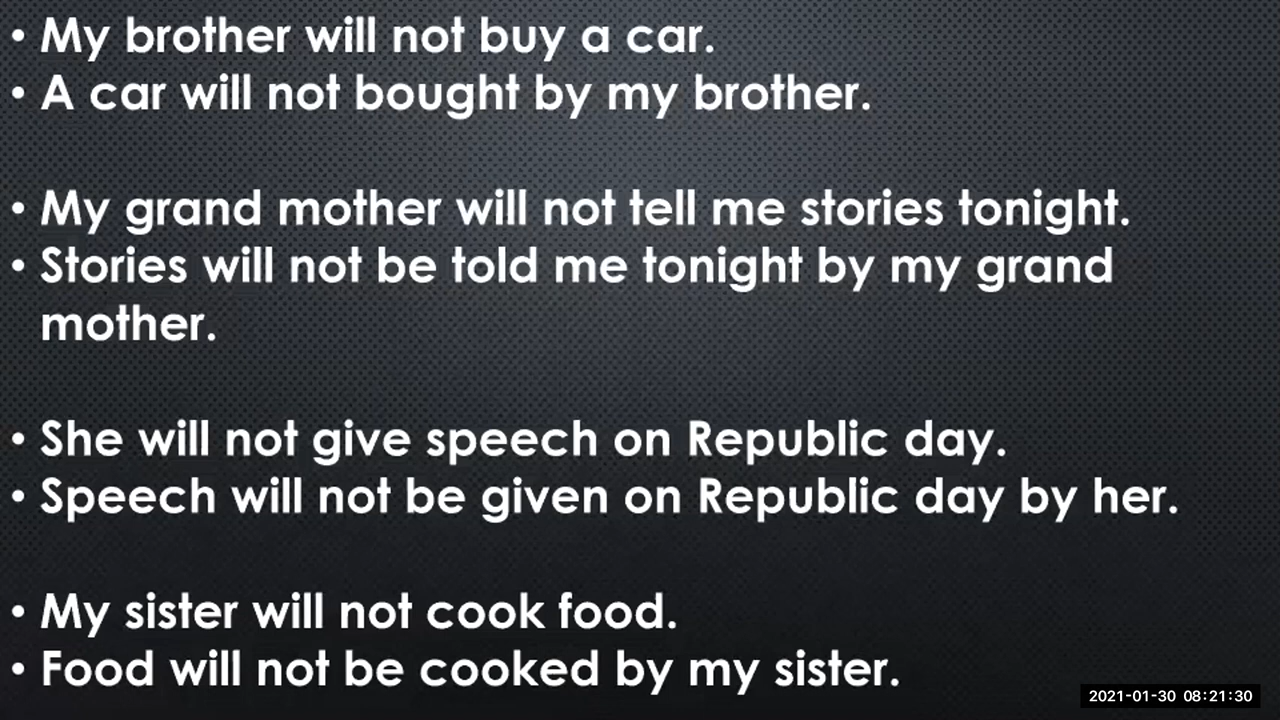 • My brother will not buy a car.
• A car will not bought by my brother.
• My grand mother will not tell me stories tonight.
• Stories will not be told me tonight by my grand
mother.
• She will not give speech on Republic day.
• Speech will not be given on Republic day by her.
• My sister will not cook food.
• Food will not be cooked by my sister.
2021-01-30 08:21:30